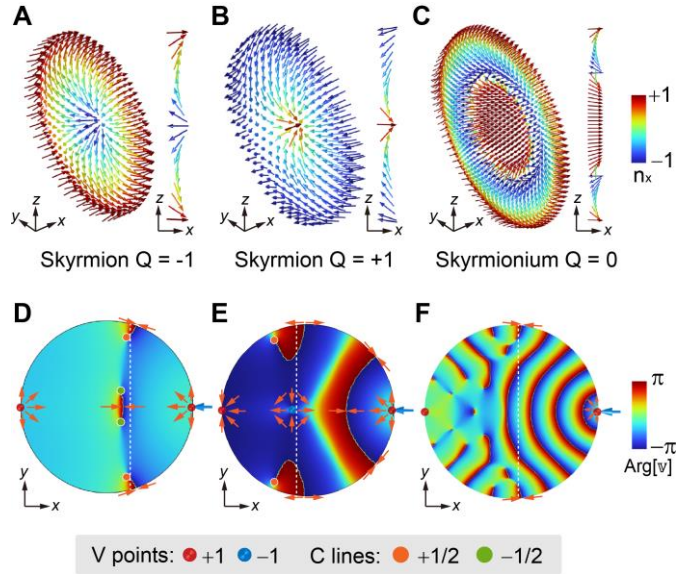 A
B
C
+1
−1
nx
z
y
x
z
x
z
y
x
z
x
z
y
x
z
x
Skyrmion Q = -1
Skyrmion Q = +1
Skyrmionium Q = 0
D
E
F
π
−π
Arg[𝕧]
y
x
y
x
y
x
V points: +1 −1 C lines: +1/2 −1/2